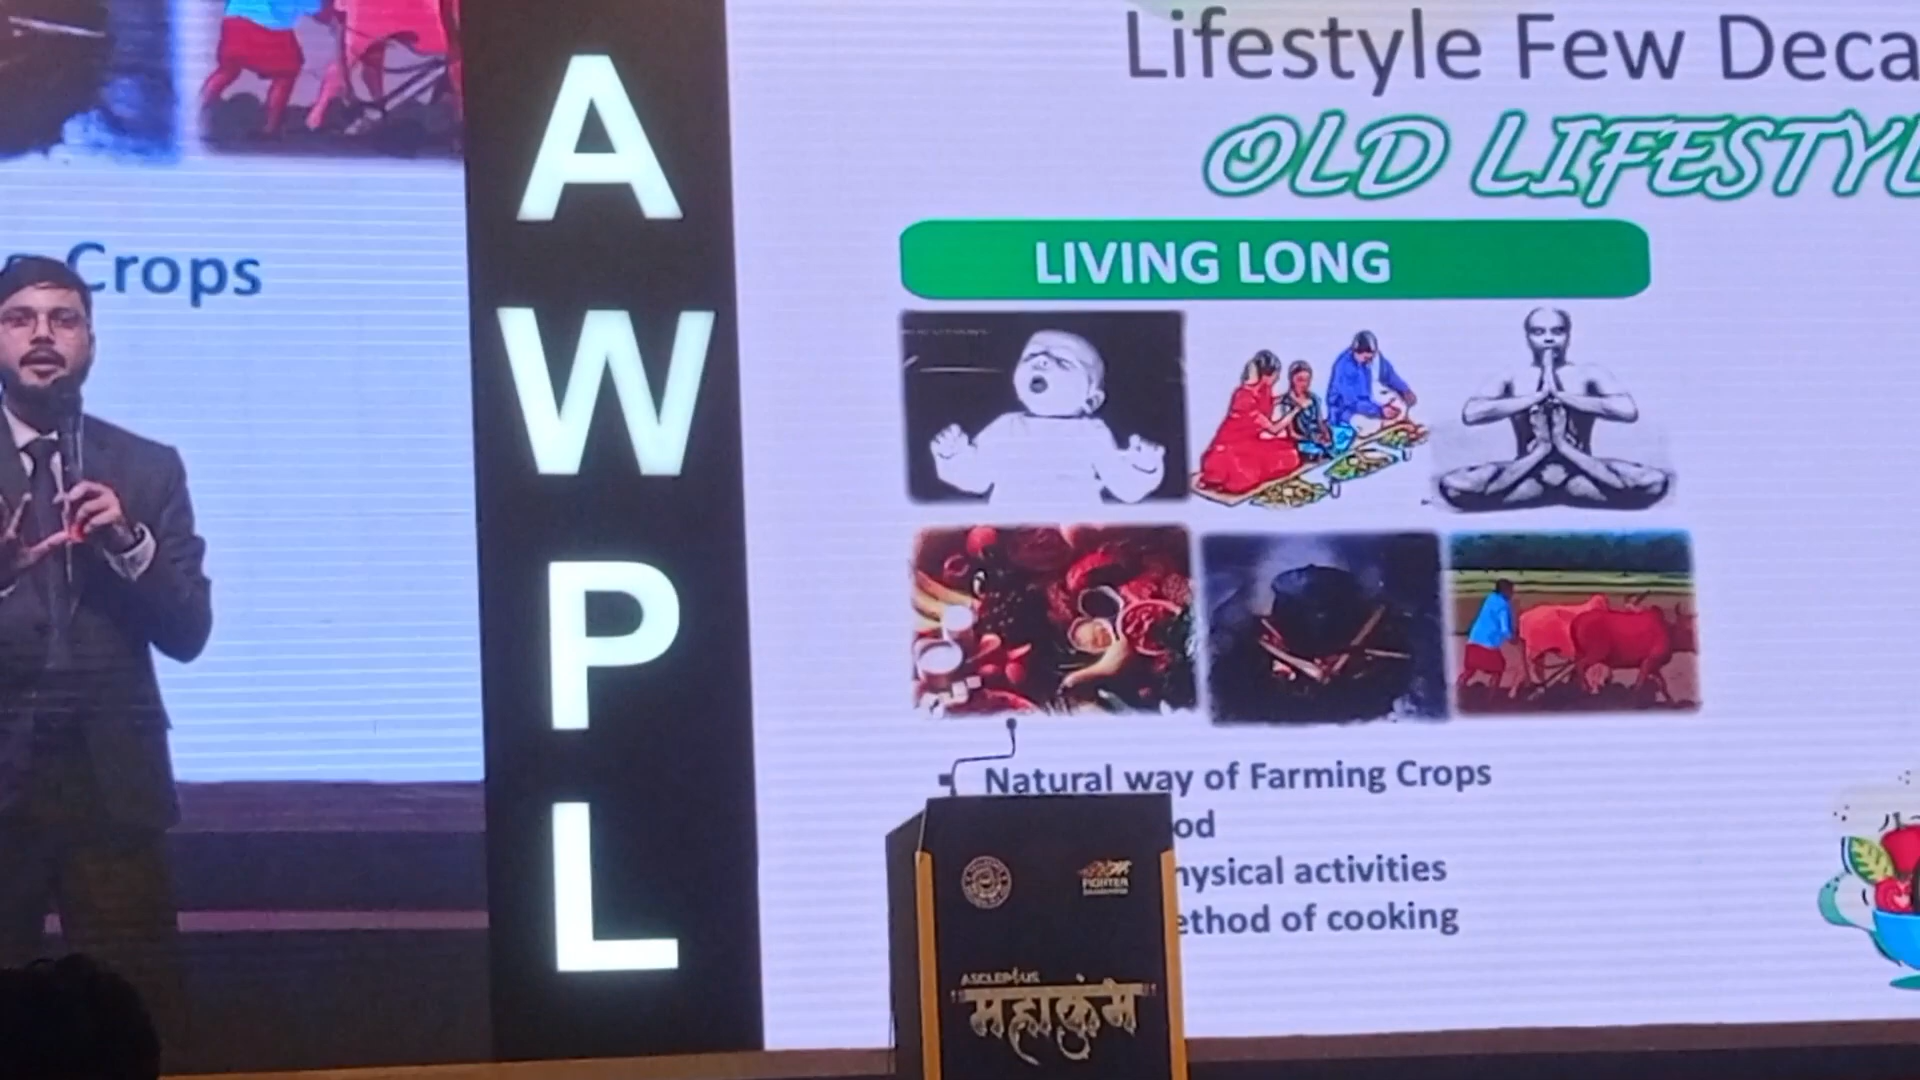 Crops
A
W
P
L
Lifestyle Few Deca
OLD LIFESTYL
LIVING LONG
Natural way of Farming Crops
od
hysical activities
ethod of cooking
FIGHTER
ASCLEPIUS
महाकुंभ